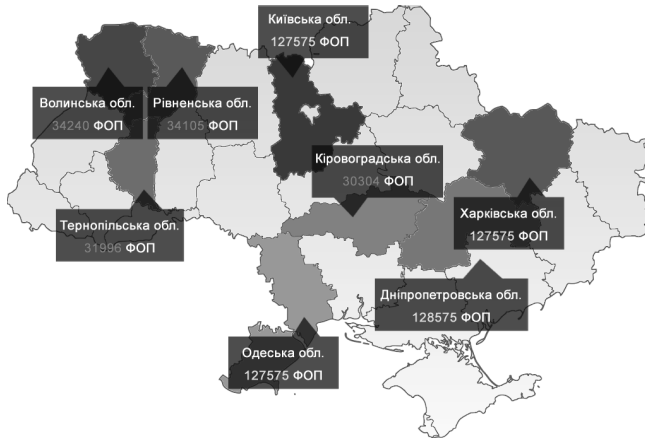 Київська обл.
127575 ФОП
Волинська обл.
34240 ФОП
Рівненська обл.
34105 ФОП
Кіровоградська обл.
30304 ФОП
Тернопільська обл.
31996 ФОП
Харківська обл.
127575 ФОП
Дніпропетровська обл.
128575 ФОП
Одеська обл.
127575 ФОП